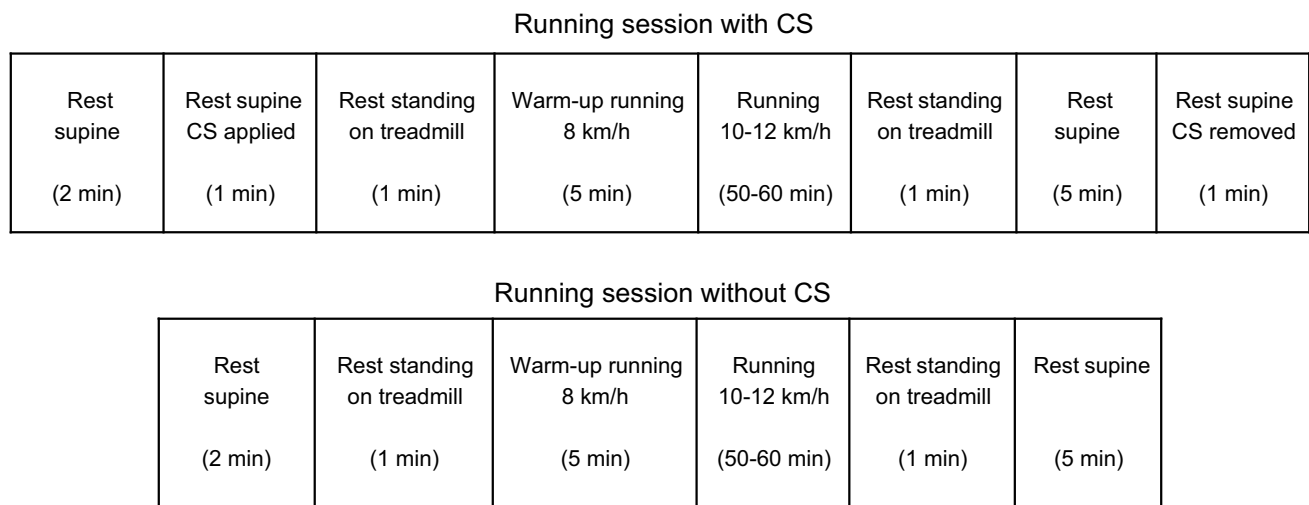 Running session with CS
Rest supine (2 min)
Rest supine CS applied (1 min)
Rest standing on treadmill (1 min)
Warm-up running 8 km/h (5 min)
Running 10-12 km/h (50-60 min)
Rest standing on treadmill (1 min)
Rest supine (5 min)
Rest supine CS removed (1 min)
Running session without CS
Rest supine (2 min)
Rest standing on treadmill (1 min)
Warm-up running 8 km/h (5 min)
Running 10-12 km/h (50-60 min)
Rest standing on treadmill (1 min)
Rest supine (5 min)